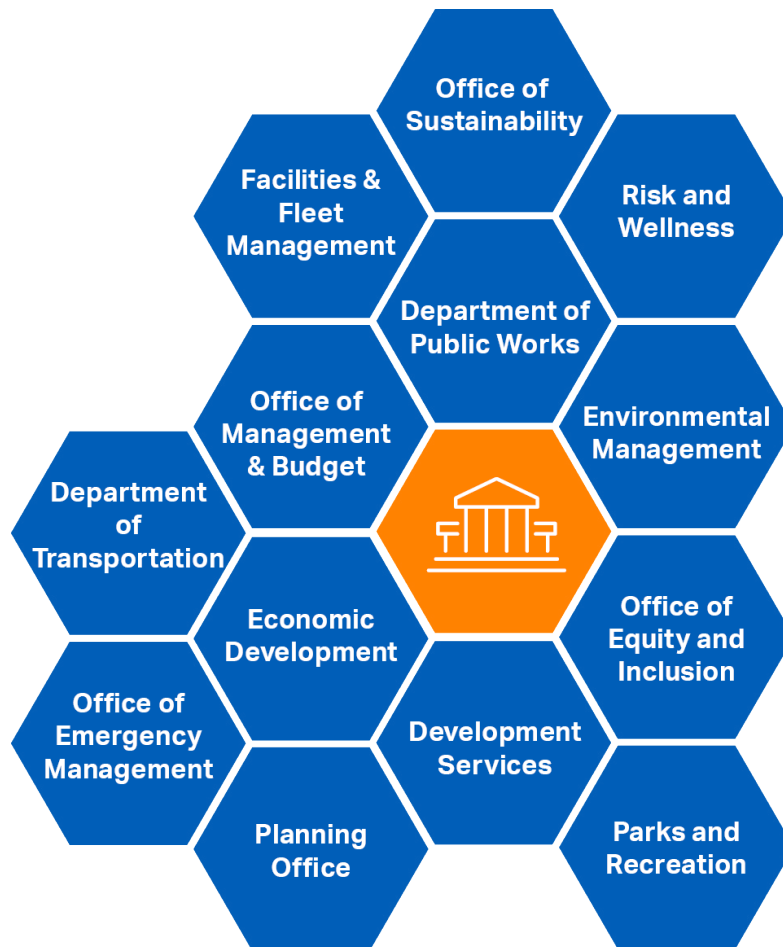 Office of
Sustainability
Facilities &
Fleet
Management
Risk and
Wellness
Department of
Public Works
Office of
Management
& Budget
Environmental
Management
Department
of
Transportation
Economic
Development
Office of
Equity and
Inclusion
Office of
Emergency
Management
Development
Services
Planning
Office
Parks and
Recreation